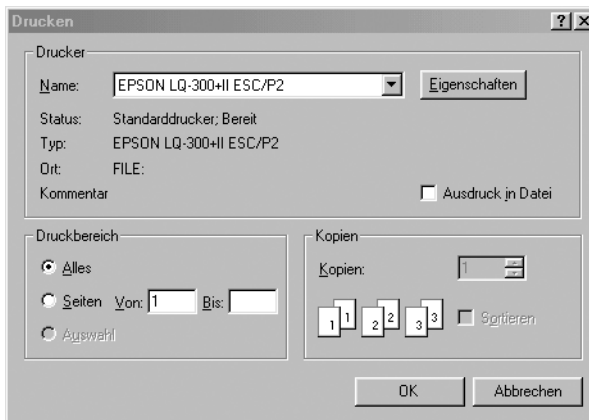 Drucken
Drucker
Name: EPSON LQ-300+II ESC/P2 Eigenschaften
Status: Standarddrucker; Bereit
Typ: EPSON LQ-300+II ESC/P2
Ort: FILE:
Kommentar Ausdruck in Datei
Druckbereich
Alles
Seiten Von: 1 Bis:
Auswahl
Kopien
Kopien: 1
1 1 2 2 3 3 Sortieren
OK Abbrechen